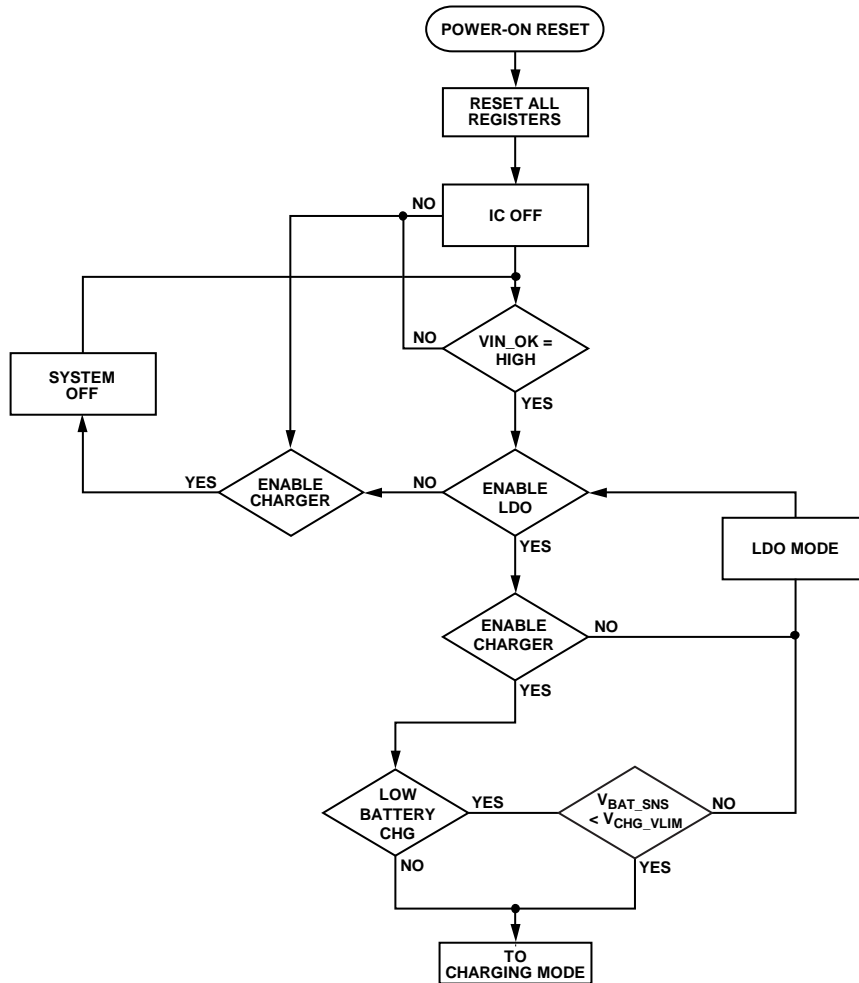 POWER-ON RESET
RESET ALL
REGISTERS
NO
IC OFF
NO
VIN_OK =
HIGH
SYSTEM
OFF
YES
YES
ENABLE
CHARGER
NO
ENABLE
LDO
YES
LDO MODE
ENABLE
CHARGER
NO
YES
LOW
BATTERY
CHG
YES
VBAT_SNS
< VCHG_VLIM
NO
NO
YES
TO
CHARGING MODE